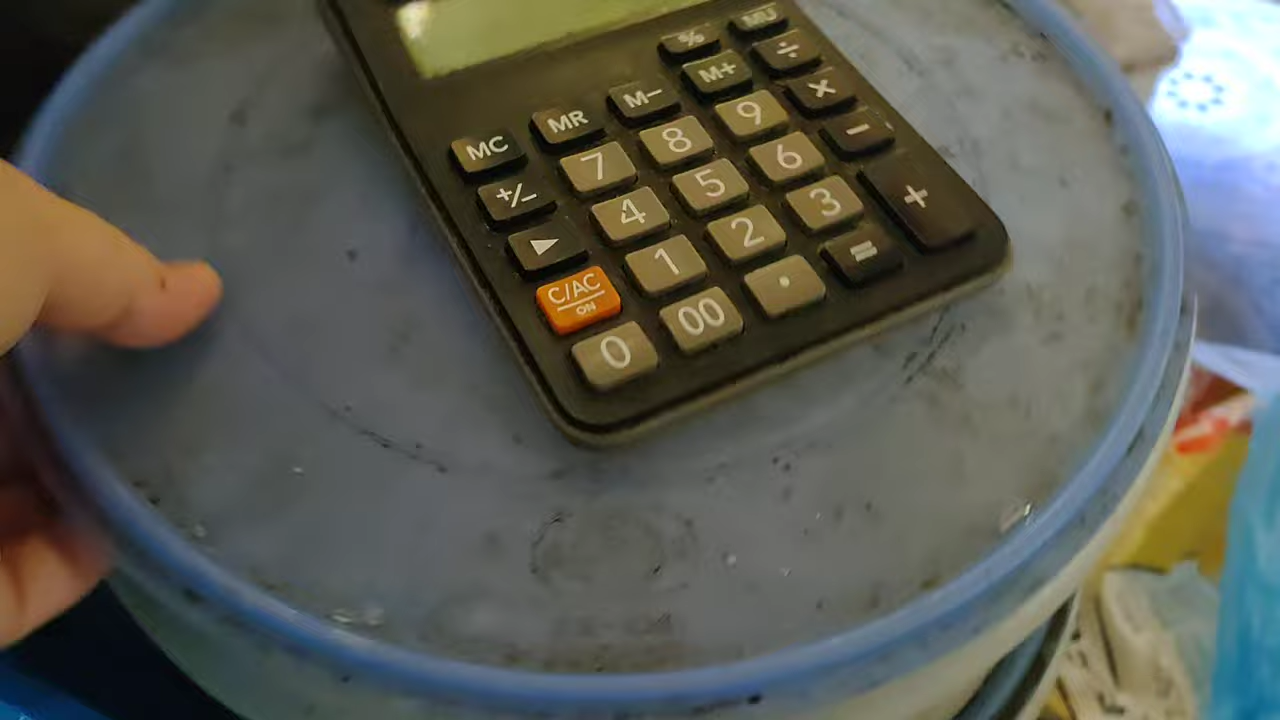 % MU
MC MR M− M+ ÷
+/− 7 8 9 ×
▶ 4 5 6 −
C/AC ON 1 2 3 +
0 00 · =